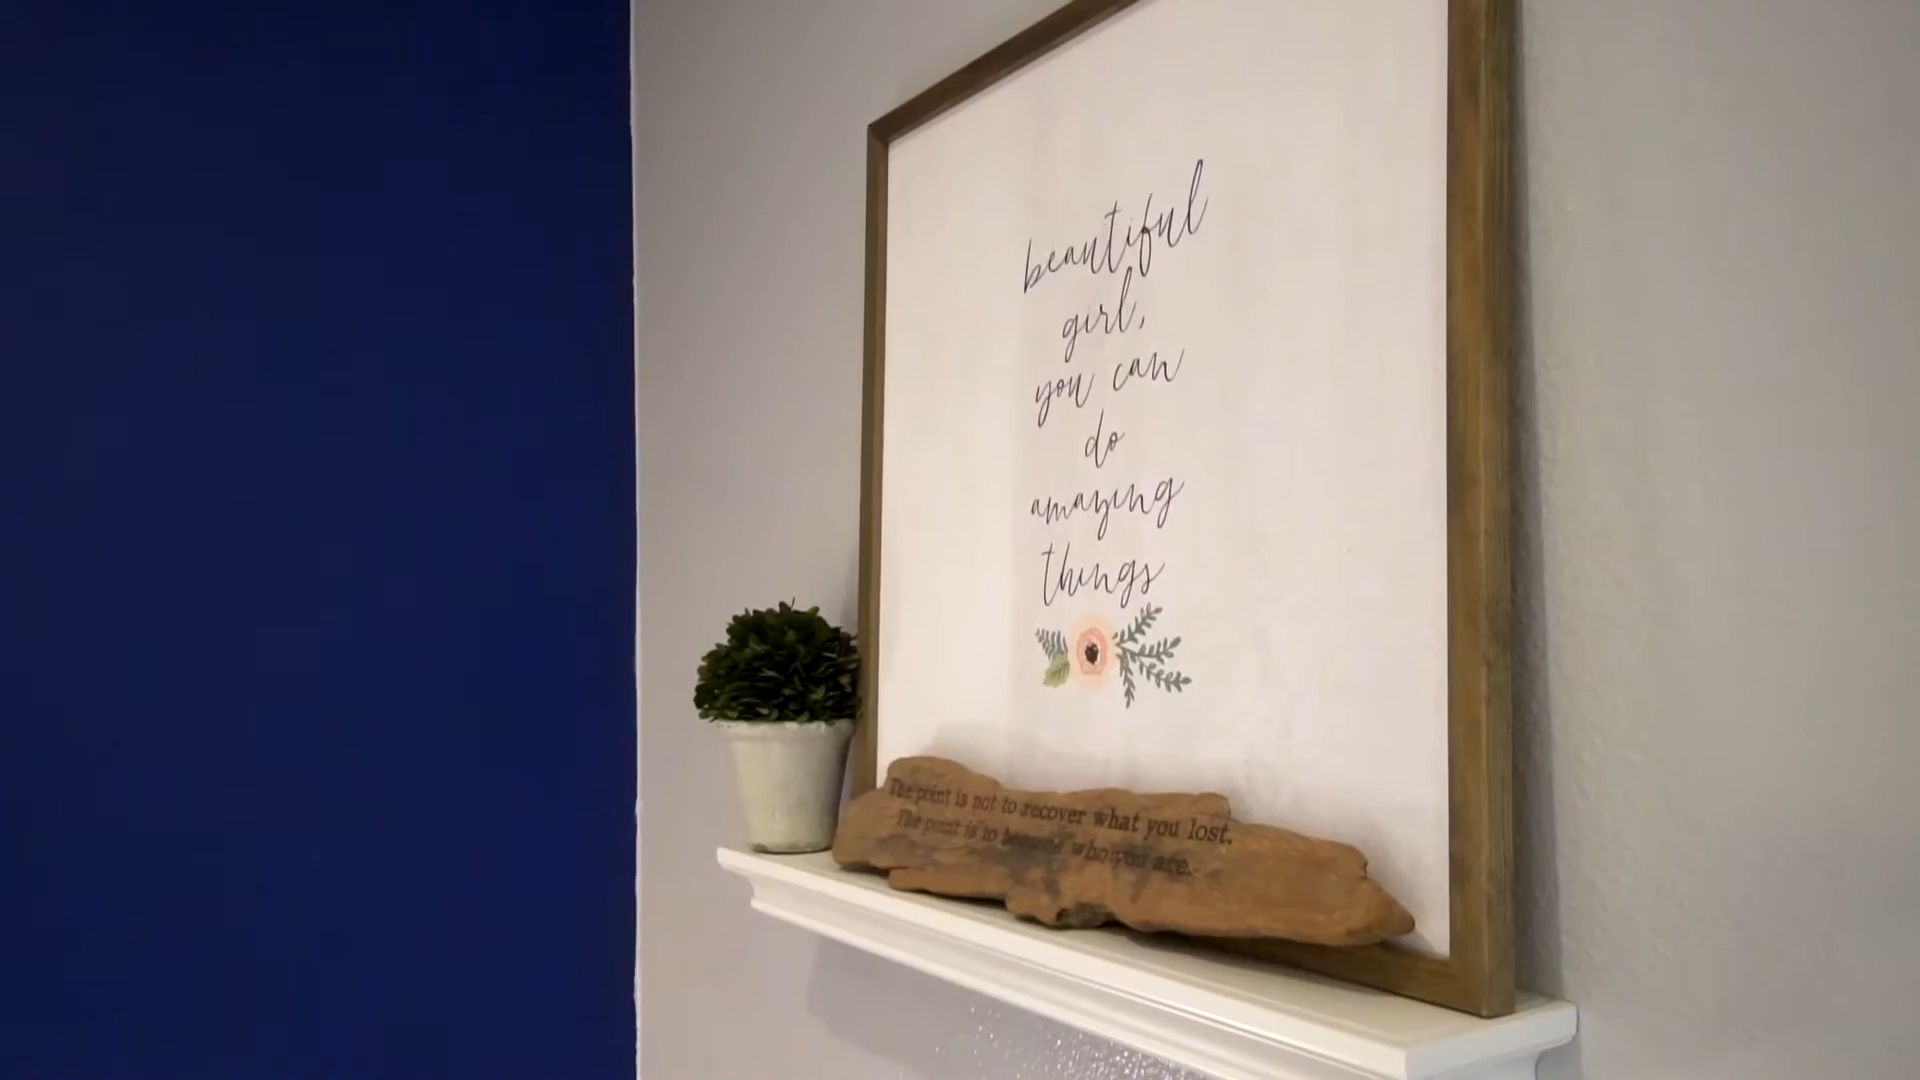 beautiful
girl,
you can
do
amazing
things
The point is not to recover what you lost.
The point is to become who you are.